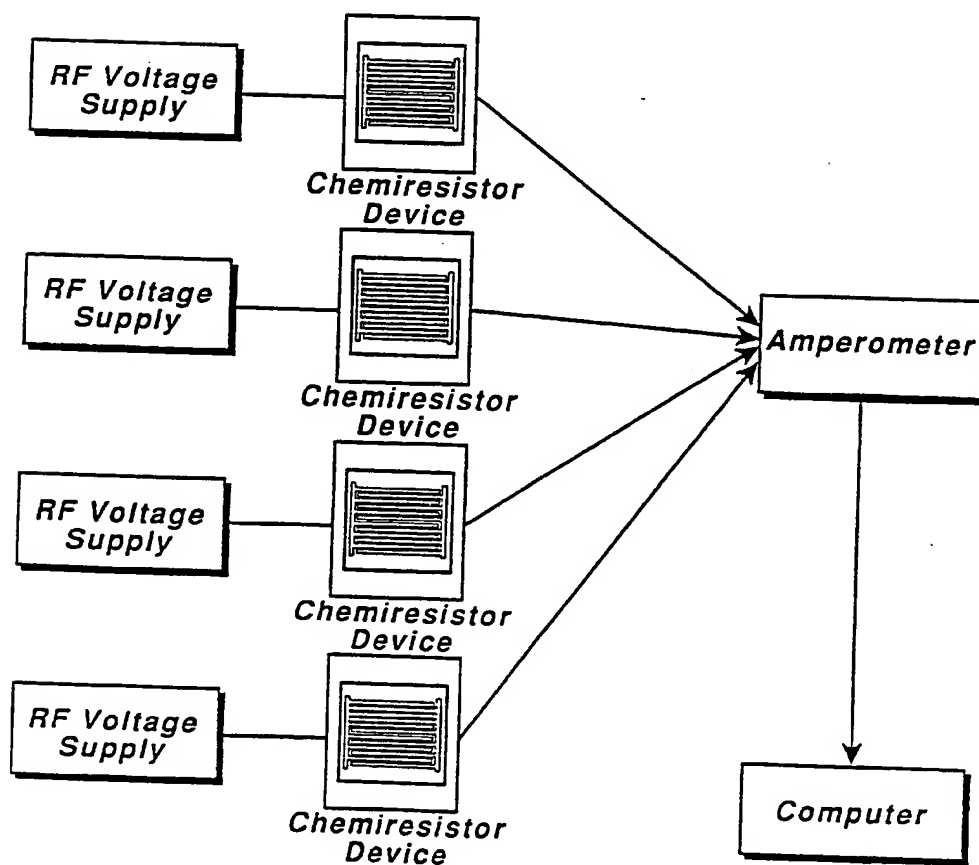 RF Voltage
Supply
Chemiresistor
Device
RF Voltage
Supply
Chemiresistor
Device
Amperometer
RF Voltage
Supply
Chemiresistor
Device
RF Voltage
Supply
Chemiresistor
Device
Computer